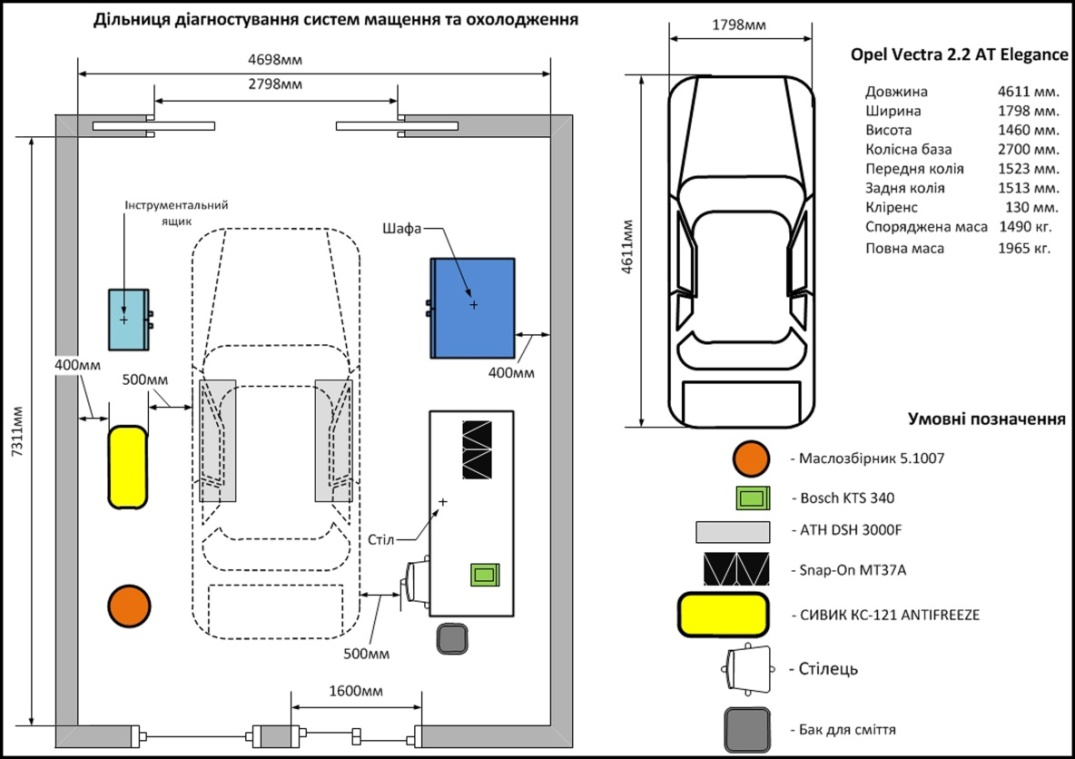 Дільниця діагностування систем мащення та охолодження
4698мм
2798мм
Інструментальний
ящик
Шафа
400мм
500мм
400мм
7311мм
Стіл
500мм
1600мм
1798мм
4611мм
Opel Vectra 2.2 AT Elegance
Довжина 4611 мм.
Ширина 1798 мм.
Висота 1460 мм.
Колісна база 2700 мм.
Передня колія 1523 мм.
Задня колія 1513 мм.
Кліренс 130 мм.
Споряджена маса 1490 кг.
Повна маса 1965 кг.
Умовні позначення
- Маслозбірник 5.1007
- Bosch KTS 340
- ATH DSH 3000F
- Snap-On MT37A
- СИВИК КС-121 ANTIFREEZE
- Стілець
- Бак для сміття